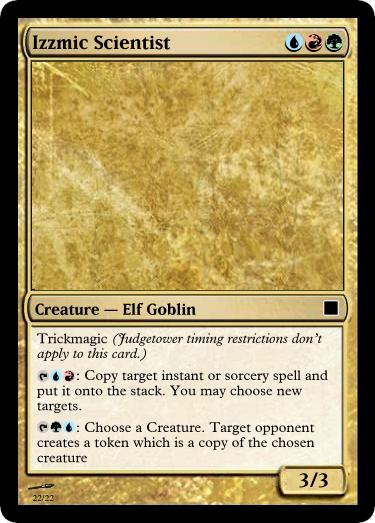 Izzmic Scientist
Creature — Elf Goblin
Trickmagic (Judgetower timing restrictions don't
apply to this card.)
: Copy target instant or sorcery spell and
put it onto the stack. You may choose new
targets.
: Choose a Creature. Target opponent
creates a token which is a copy of the chosen
creature
3/3
22/22